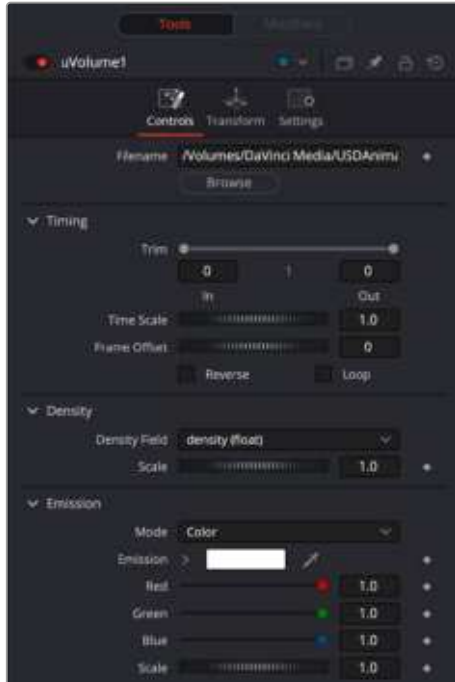 Tools Modifiers
uVolume1
Controls Transform Settings
Filename /Volumes/DaVinci Media/USDAnima
Browse
Timing
Trim
0 1 0
In Out
Time Scale 1.0
Frame Offset 0
Reverse Loop
Density
Density Field density (float)
Scale 1.0
Emission
Mode Color
Emission
Red 1.0
Green 1.0
Blue 1.0
Scale 1.0